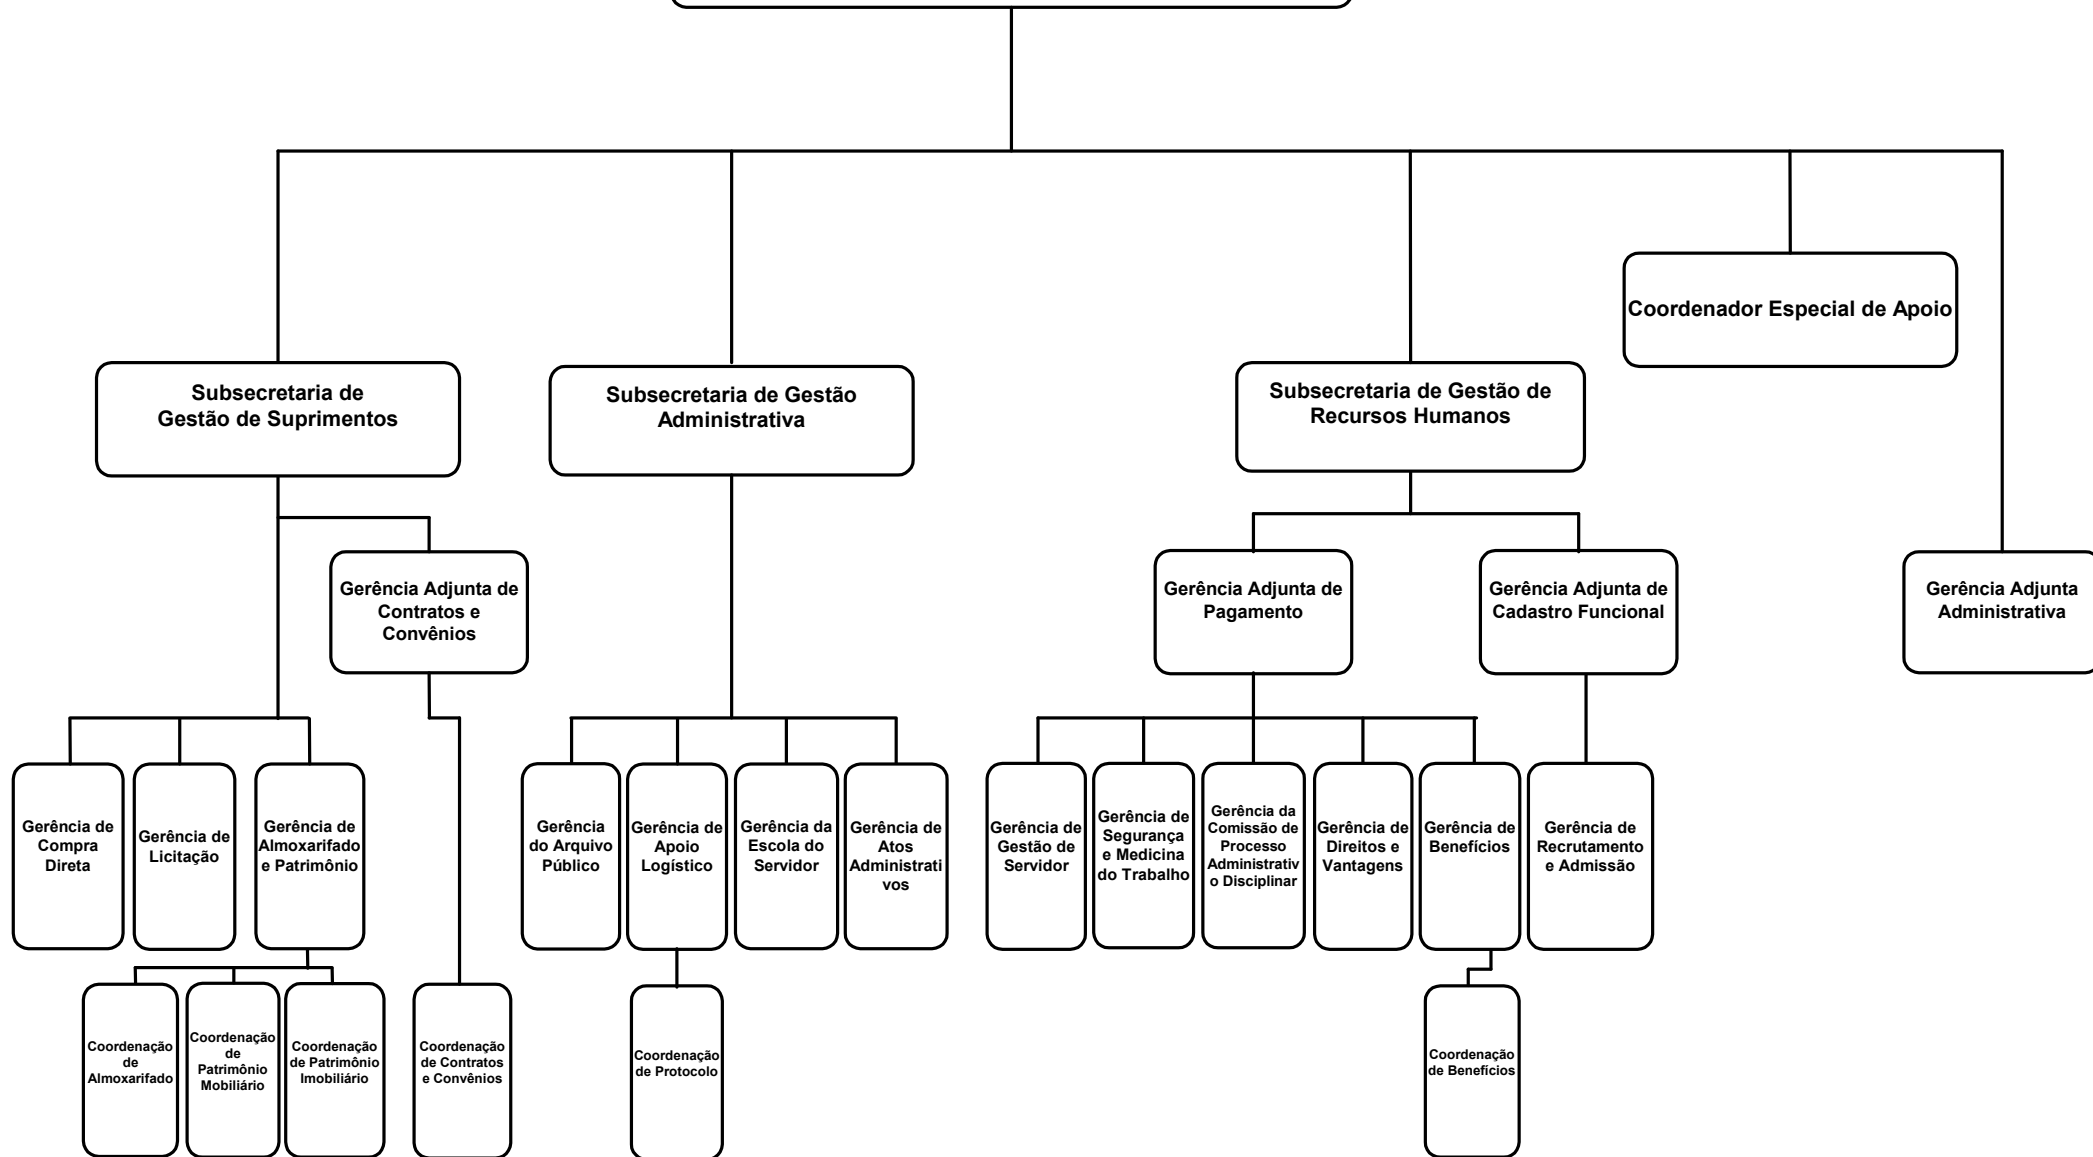 Coordenador Especial de Apoio
Subsecretaria de
Gestão de Suprimentos
Subsecretaria de Gestão
Administrativa
Subsecretaria de Gestão de
Recursos Humanos
Gerência Adjunta de
Contratos e
Convênios
Gerência Adjunta de
Pagamento
Gerência Adjunta de
Cadastro Funcional
Gerência Adjunta
Administrativa
Gerência de
Compra
Direta
Gerência de
Licitação
Gerência de
Almoxarifado
e Patrimônio
Gerência
do Arquivo
Público
Gerência de
Apoio
Logístico
Gerência da
Escola do
Servidor
Gerência de
Atos
Administrati
vos
Gerência de
Gestão de
Servidor
Gerência de
Segurança
e Medicina
do Trabalho
Gerência da
Comissão de
Processo
Administrativ
o Disciplinar
Gerência de
Direitos e
Vantagens
Gerência de
Benefícios
Gerência de
Recrutamento
e Admissão
Coordenação
de
Almoxarifado
Coordenação
de
Patrimônio
Mobiliário
Coordenação
de Patrimônio
Imobiliário
Coordenação
de Contratos
e Convênios
Coordenação
de Protocolo
Coordenação
de Benefícios